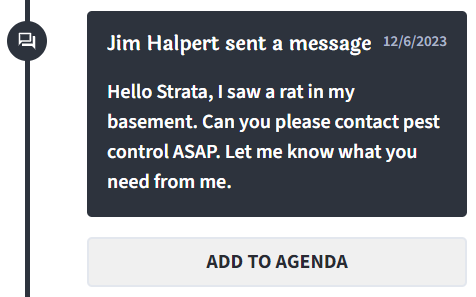 Jim Halpert sent a message 12/6/2023
Hello Strata, I saw a rat in my
basement. Can you please contact pest
control ASAP. Let me know what you
need from me.
ADD TO AGENDA